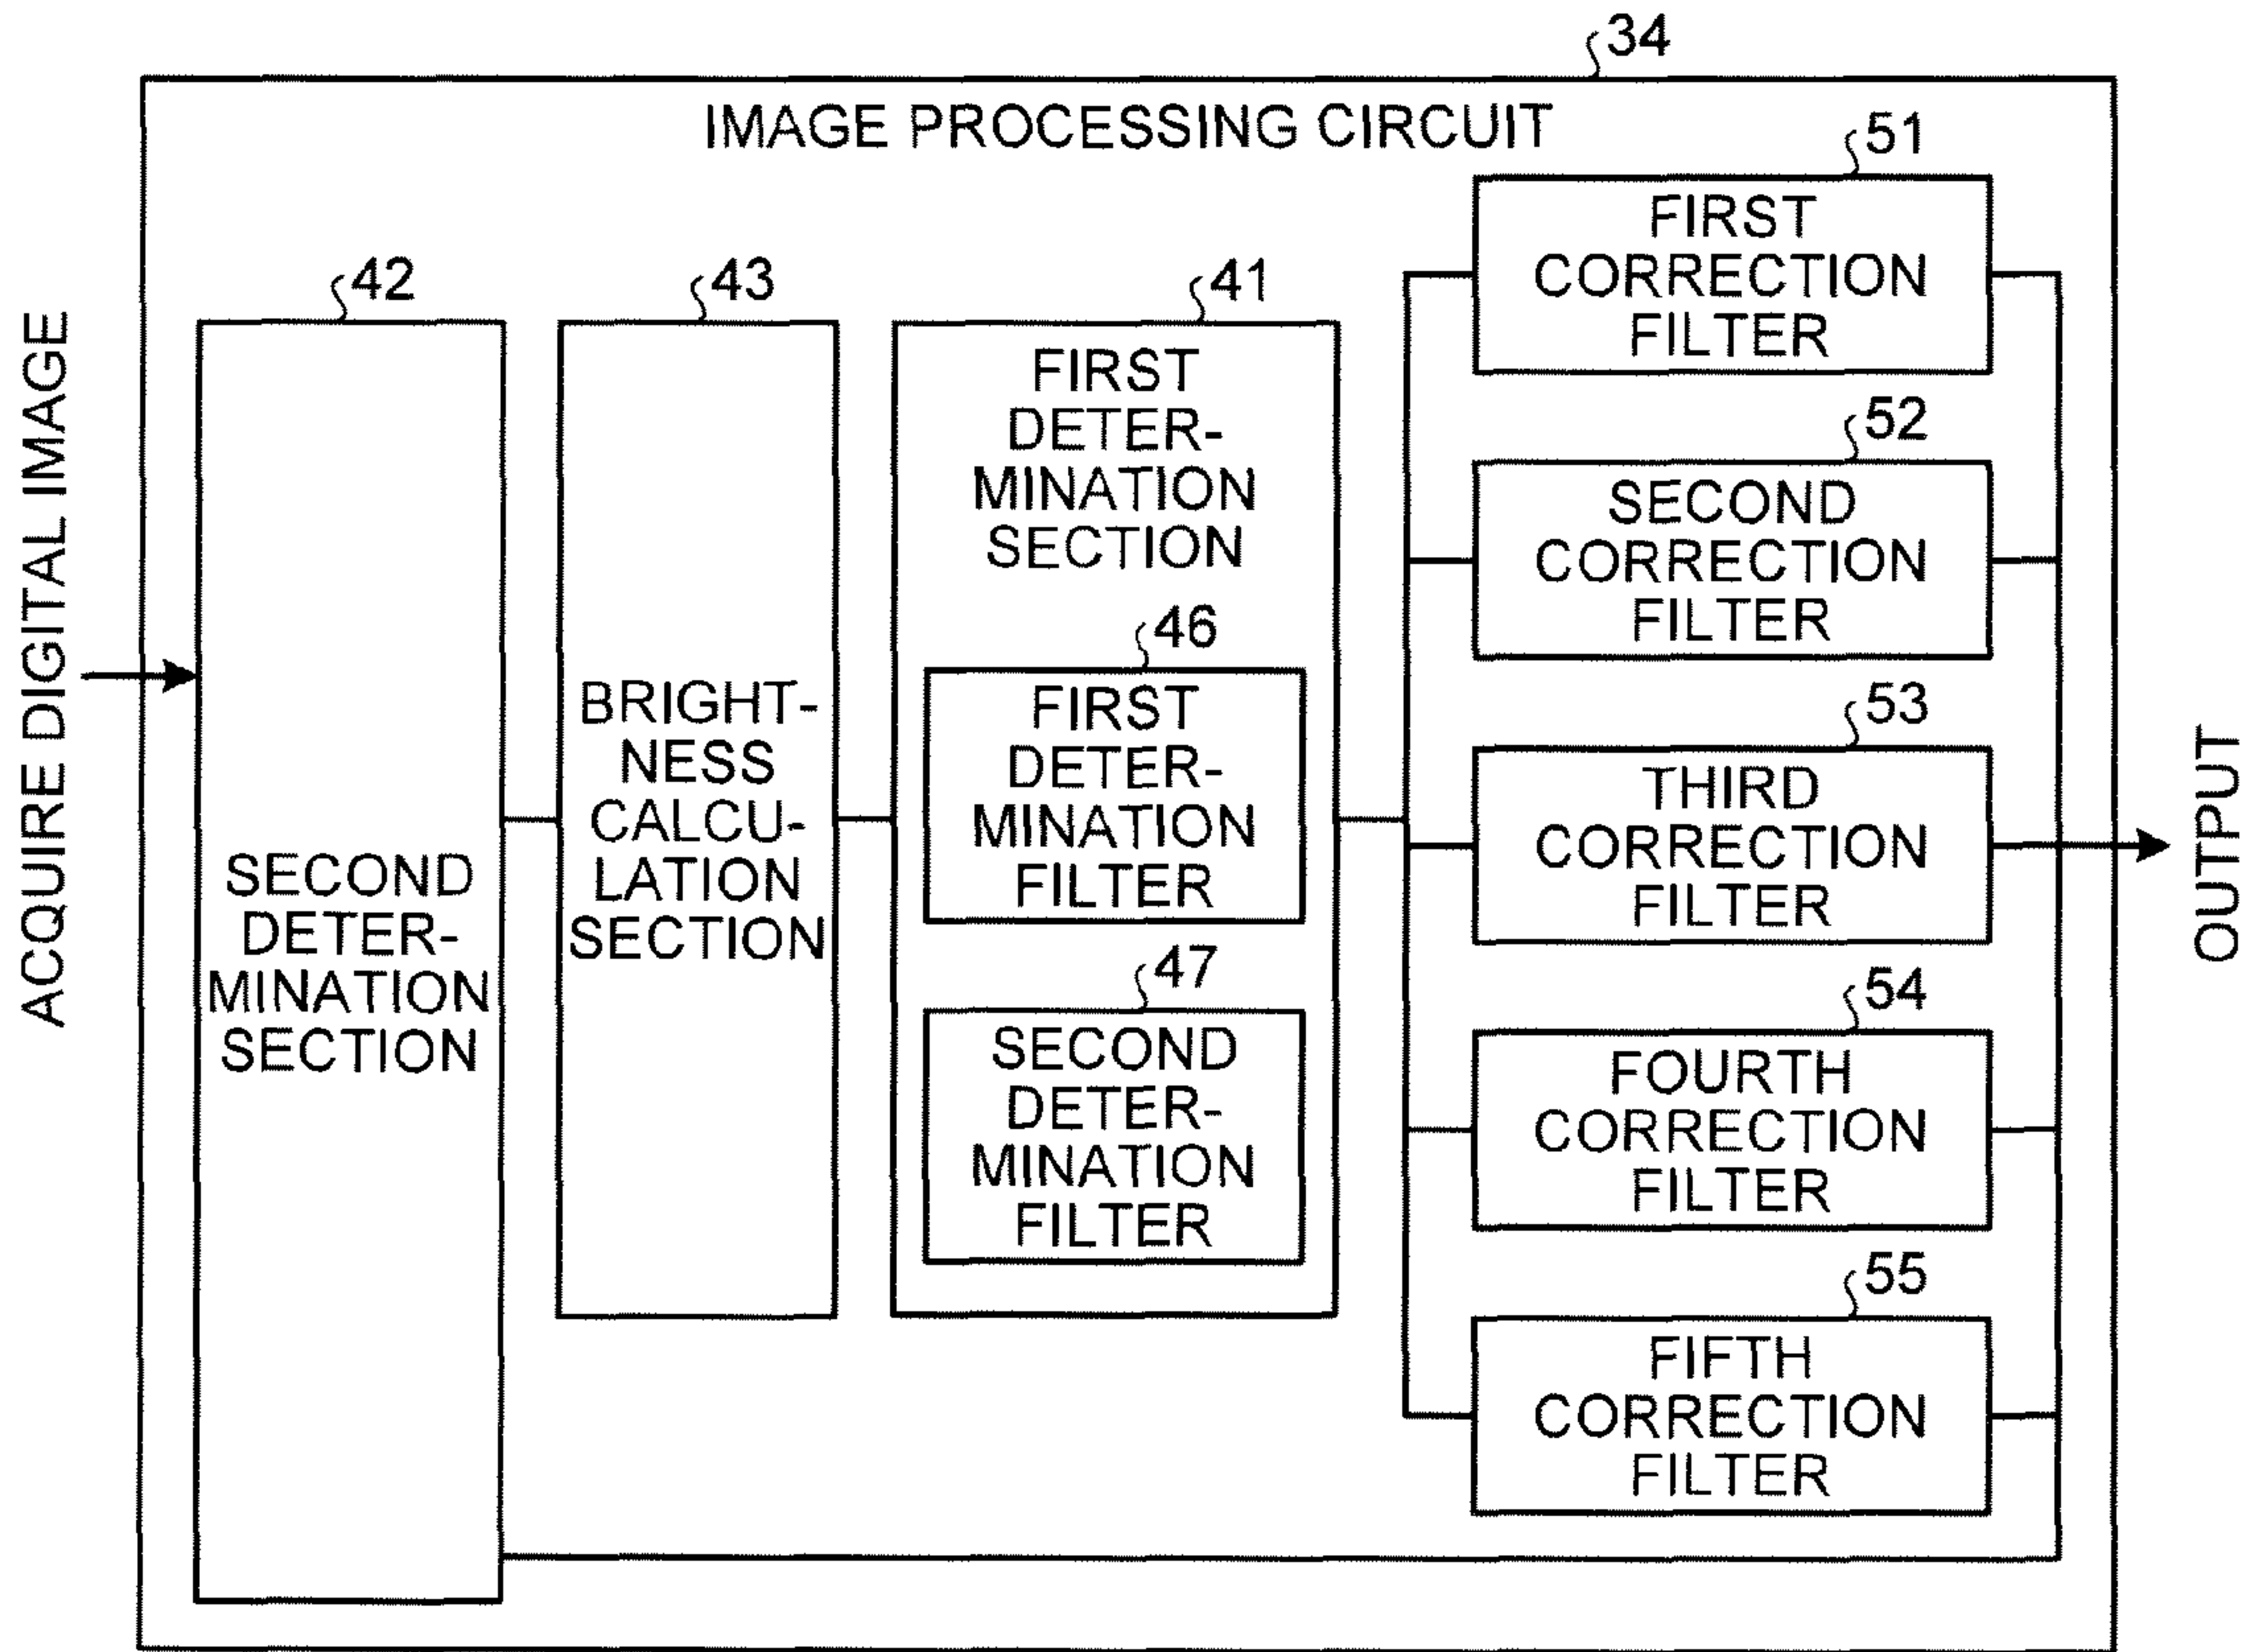 34
IMAGE PROCESSING CIRCUIT
ACQUIRE DIGITAL IMAGE
42
SECOND
DETER-
MINATION
SECTION
43
BRIGHT-
NESS
CALCU-
LATION
SECTION
41
FIRST
DETER-
MINATION
SECTION
46
FIRST
DETER-
MINATION
FILTER
47
SECOND
DETER-
MINATION
FILTER
51
FIRST
CORRECTION
FILTER
52
SECOND
CORRECTION
FILTER
53
THIRD
CORRECTION
FILTER
54
FOURTH
CORRECTION
FILTER
55
FIFTH
CORRECTION
FILTER
OUTPUT